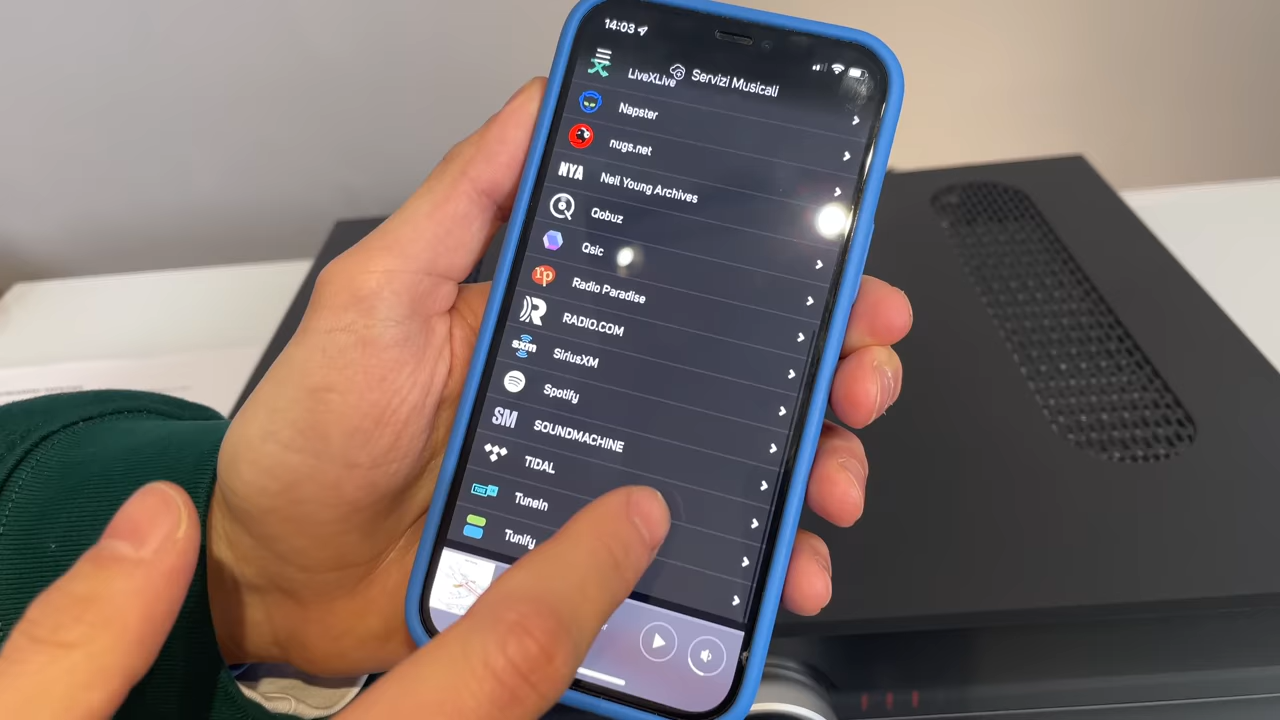 14:03
LiveXLive
Servizi Musicali
Napster
nugs.net
NYA Neil Young Archives
Qobuz
Qsic
rp Radio Paradise
R RADIO.COM
sxm SiriusXM
Spotify
SM SOUNDMACHINE
TIDAL
TuneIn
Tunify